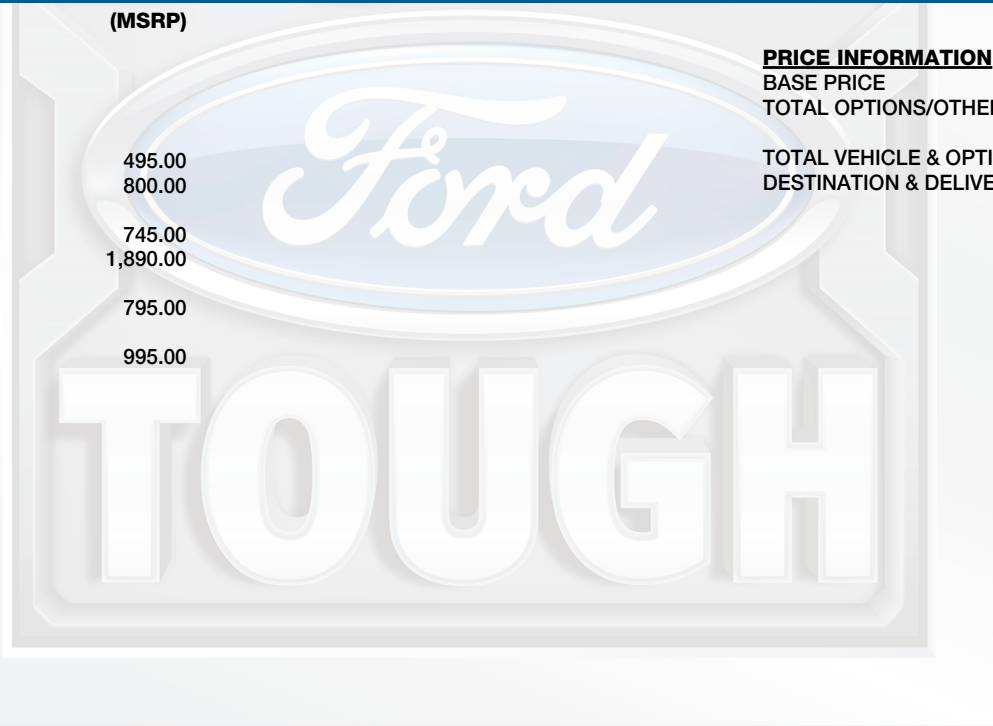 (MSRP)
495.00
800.00
745.00
1,890.00
795.00
995.00
PRICE INFORMATION
BASE PRICE
TOTAL OPTIONS/OTHER
TOTAL VEHICLE & OPTI
DESTINATION & DELIVE
Ford
TOUGH